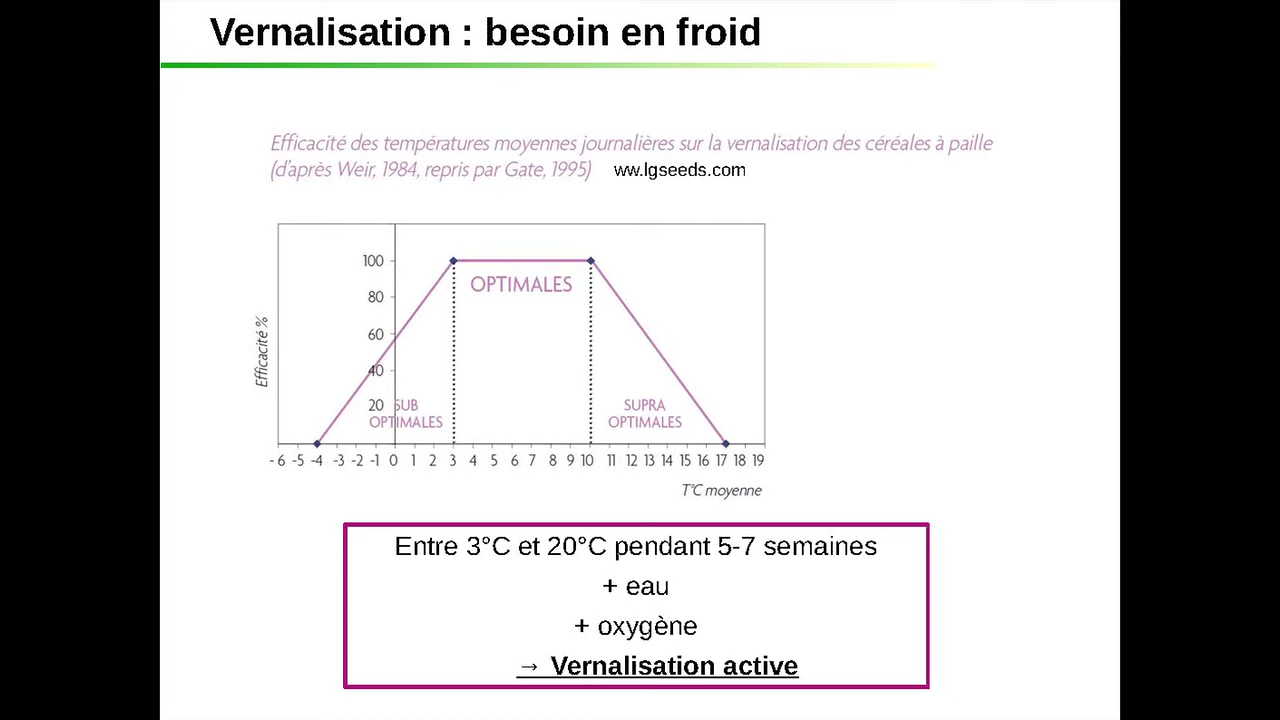 Vernalisation : besoin en froid
Efficacité des températures moyennes journalières sur la vernalisation des céréales à paille
(d'après Weir, 1984, repris par Gate, 1995) ww.lgseeds.com
100
OPTIMALES
80
60
Efficacité %
40
20
SUB
OPTIMALES
SUPRA
OPTIMALES
-6 -5 -4 -3 -2 -1 0 1 2 3 4 5 6 7 8 9 10 11 12 13 14 15 16 17 18 19
T°C moyenne
Entre 3°C et 20°C pendant 5-7 semaines
+ eau
+ oxygène
→ Vernalisation active